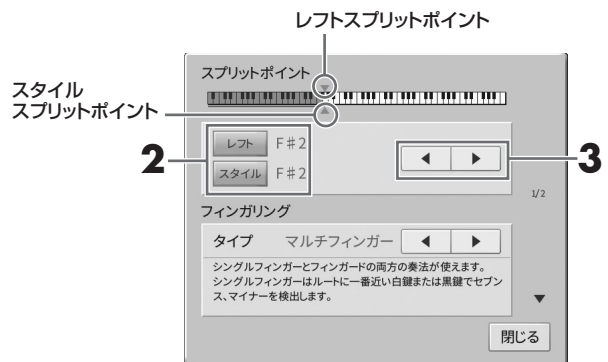 レフトスプリットポイント
スプリットポイント
スタイル
スプリットポイント
2
レフト F♯2
スタイル F♯2
3
1/2
フィンガリング
タイプ マルチフィンガー
シングルフィンガーとフィンガードの両方の奏法が使えます。
シングルフィンガーはルートに一番近い白鍵または黒鍵でセブン
ス、マイナーを検出します。
閉じる